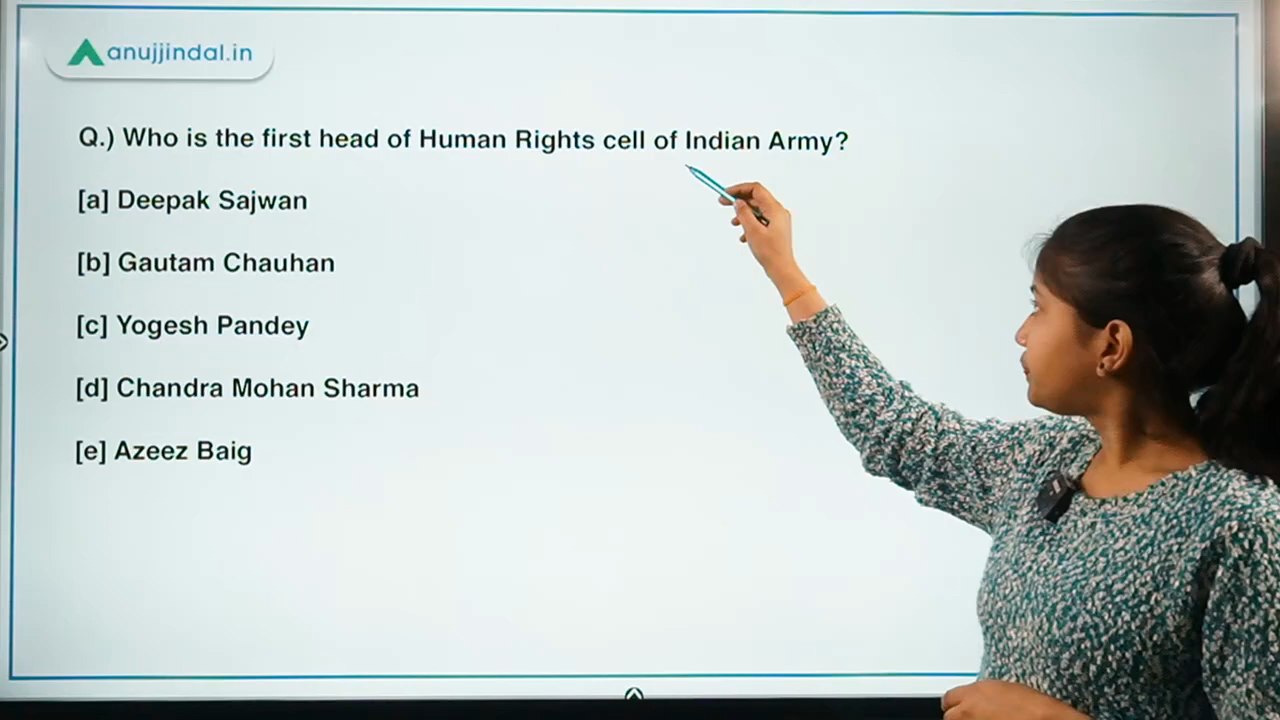 anujjindal.in
Q.) Who is the first head of Human Rights cell of Indian Army?
[a] Deepak Sajwan
[b] Gautam Chauhan
[c] Yogesh Pandey
[d] Chandra Mohan Sharma
[e] Azeez Baig